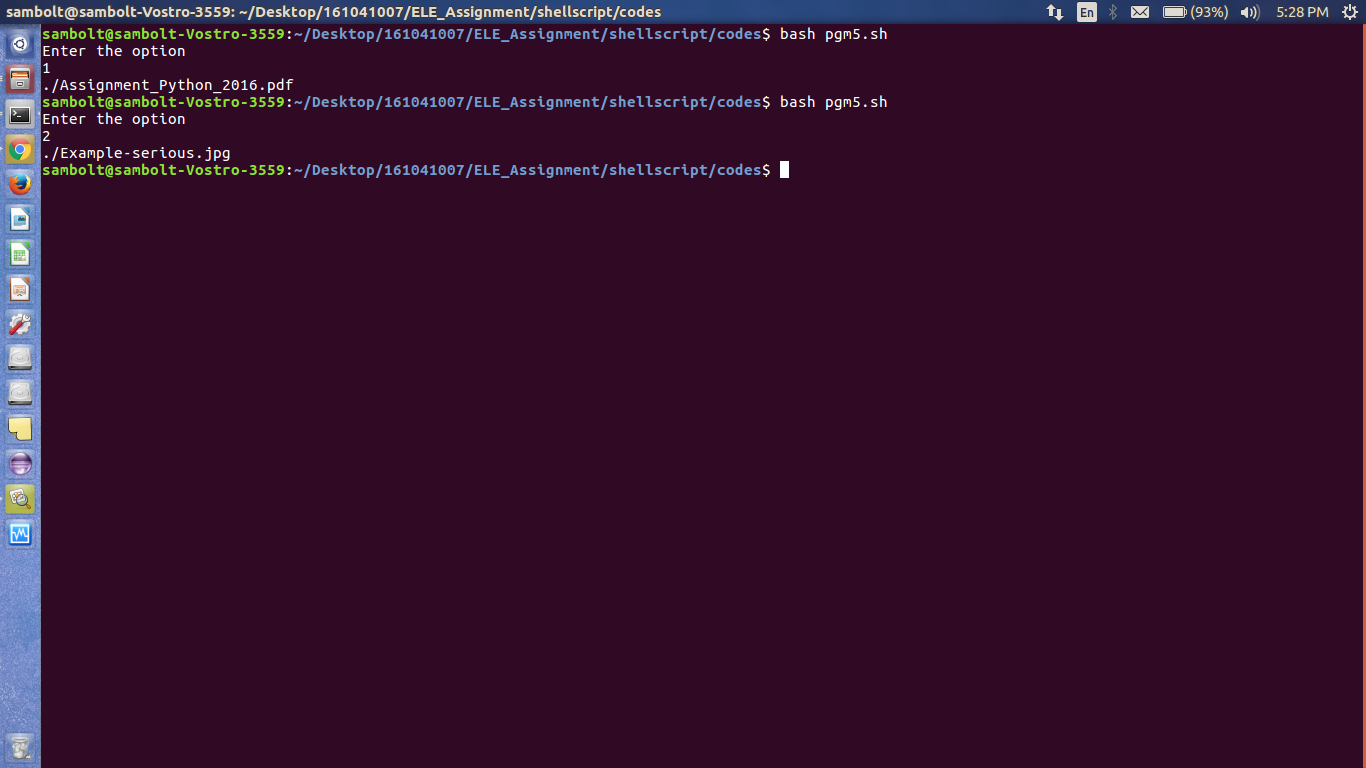 sambolt@sambolt-Vostro-3559: ~/Desktop/161041007/ELE_Assignment/shellscript/codes En (93%) 5:28 PM
sambolt@sambolt-Vostro-3559:~/Desktop/161041007/ELE_Assignment/shellscript/codes$ bash pgm5.sh
Enter the option
1
./Assignment_Python_2016.pdf
sambolt@sambolt-Vostro-3559:~/Desktop/161041007/ELE_Assignment/shellscript/codes$ bash pgm5.sh
Enter the option
2
./Example-serious.jpg
sambolt@sambolt-Vostro-3559:~/Desktop/161041007/ELE_Assignment/shellscript/codes$